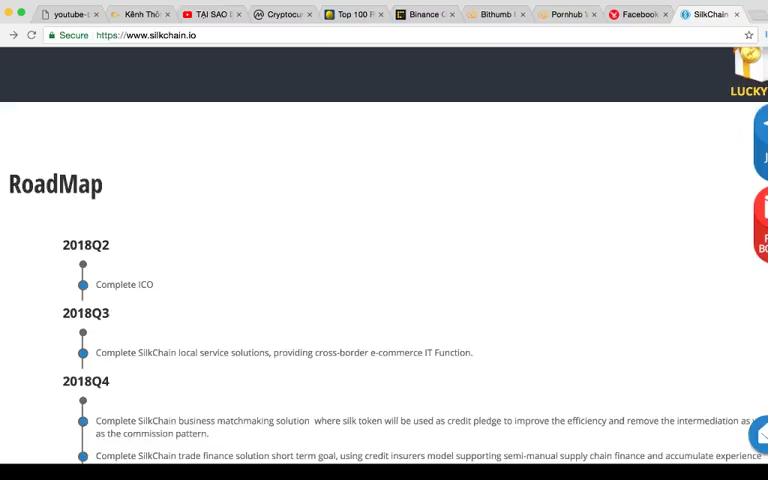 youtube-
Kênh Thô
TẠI SAO
Cryptocur
Top 100 F
Binance
Bithumb
Pornhub
Facebook
SilkChain
Secure
https://www.silkchain.io
LUCKY
RoadMap
2018Q2
Complete ICO
2018Q3
Complete SilkChain local service solutions, providing cross-border e-commerce IT Function.
2018Q4
Complete SilkChain business matchmaking solution where silk token will be used as credit pledge to improve the efficiency and remove the intermediation as
as the commission pattern.
Complete SilkChain trade finance solution short term goal, using credit insurers model supporting semi-manual supply chain finance and accumulate experience